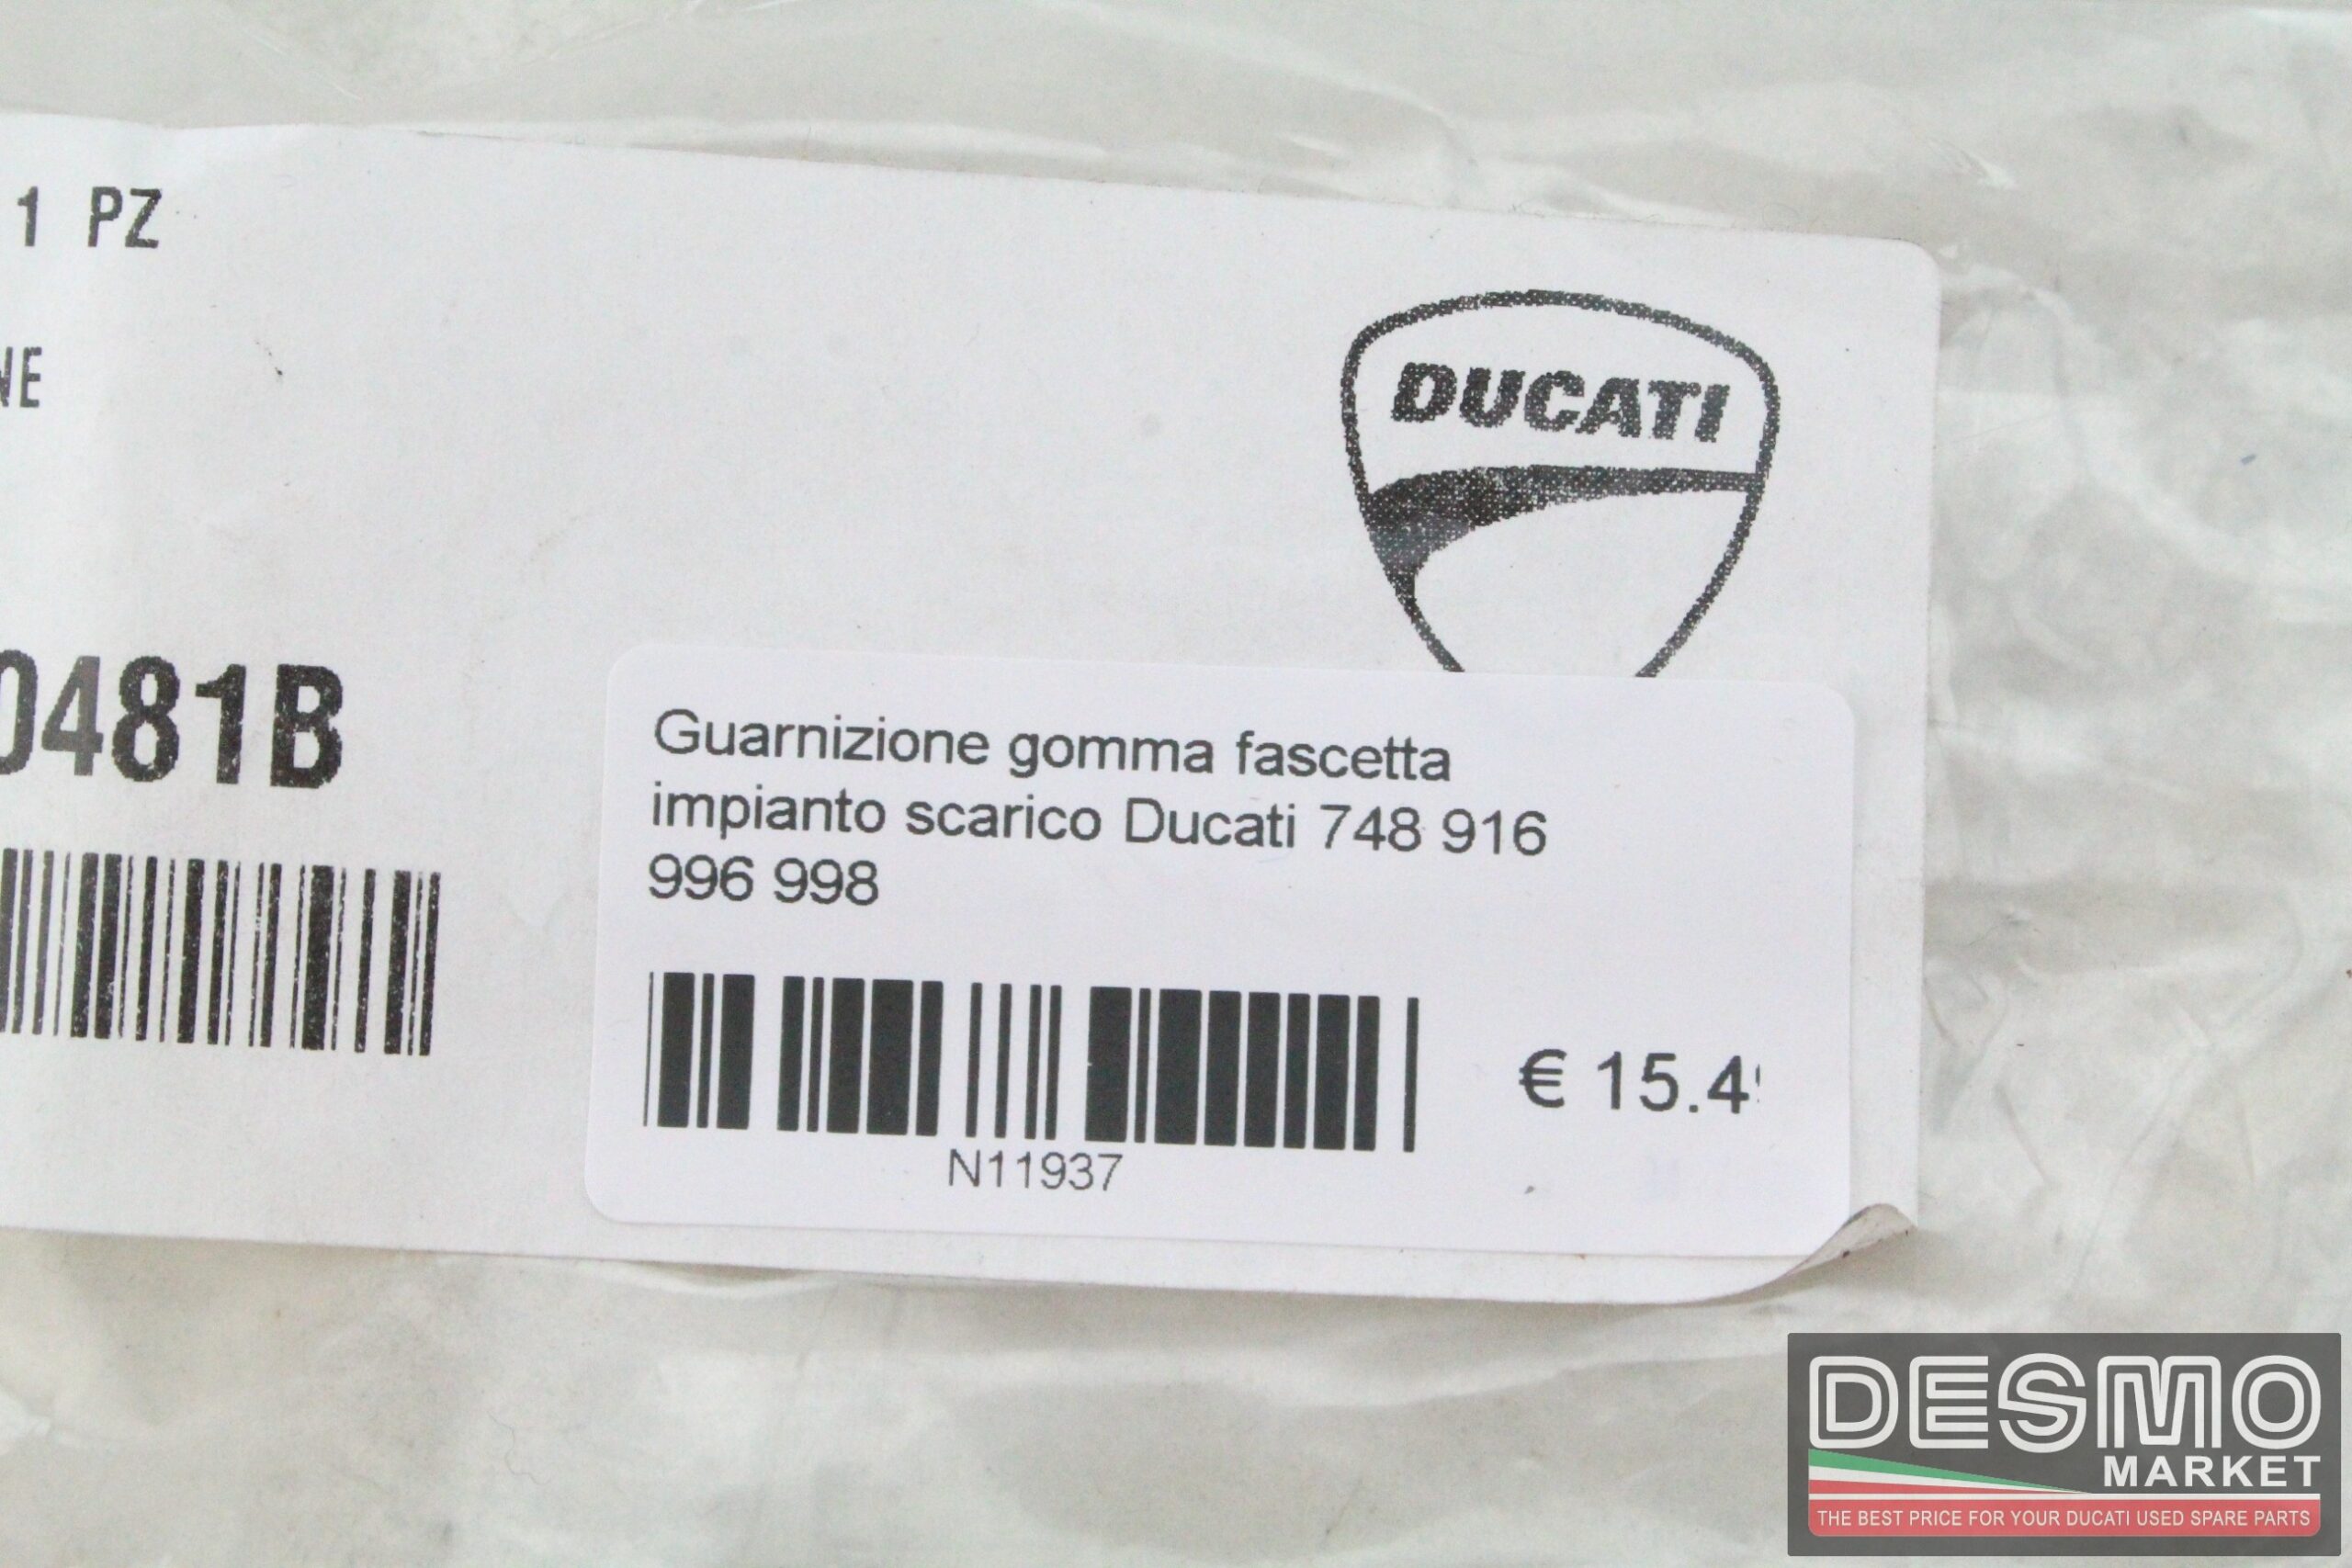 1 PZ
DUCATI
0481B
Guarnizione gomma fascetta
impianto scarico Ducati 748 916
996 998
€ 15.4
N11937
DESMO
MARKET
THE BEST PRICE FOR YOUR DUCATI USED SPARE PARTS